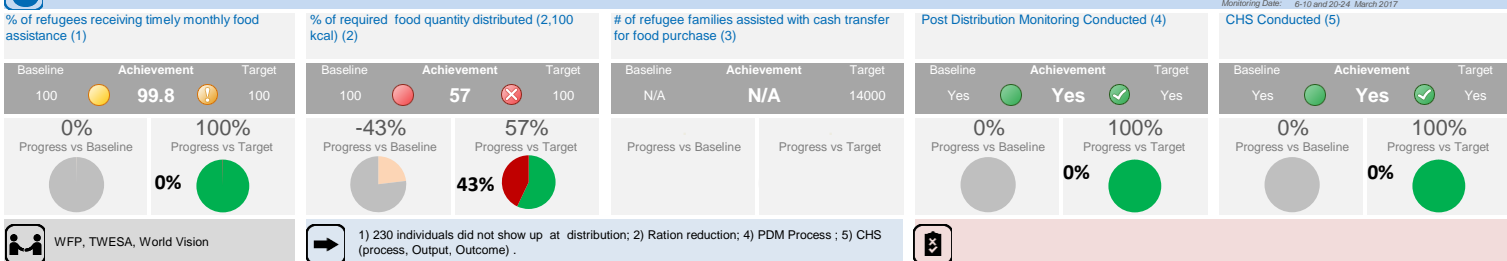 Monitoring Date: 6-10 and 20-24 March 2017
% of refugees receiving timely monthly food
assistance (1)
Baseline Achievement Target
100 99.8 100
0% 100%
Progress vs Baseline Progress vs Target
0%
% of required food quantity distributed (2,100
kcal) (2)
Baseline Achievement Target
100 57 100
-43% 57%
Progress vs Baseline Progress vs Target
43%
# of refugee families assisted with cash transfer
for food purchase (3)
Baseline Achievement Target
N/A N/A 14000
Progress vs Baseline Progress vs Target
Post Distribution Monitoring Conducted (4)
Baseline Achievement Target
Yes Yes Yes
0% 100%
Progress vs Baseline Progress vs Target
0%
CHS Conducted (5)
Baseline Achievement Target
Yes Yes Yes
0% 100%
Progress vs Baseline Progress vs Target
0%
WFP, TWESA, World Vision
1) 230 individuals did not show up at distribution; 2) Ration reduction; 4) PDM Process ; 5) CHS
(process, Output, Outcome) .